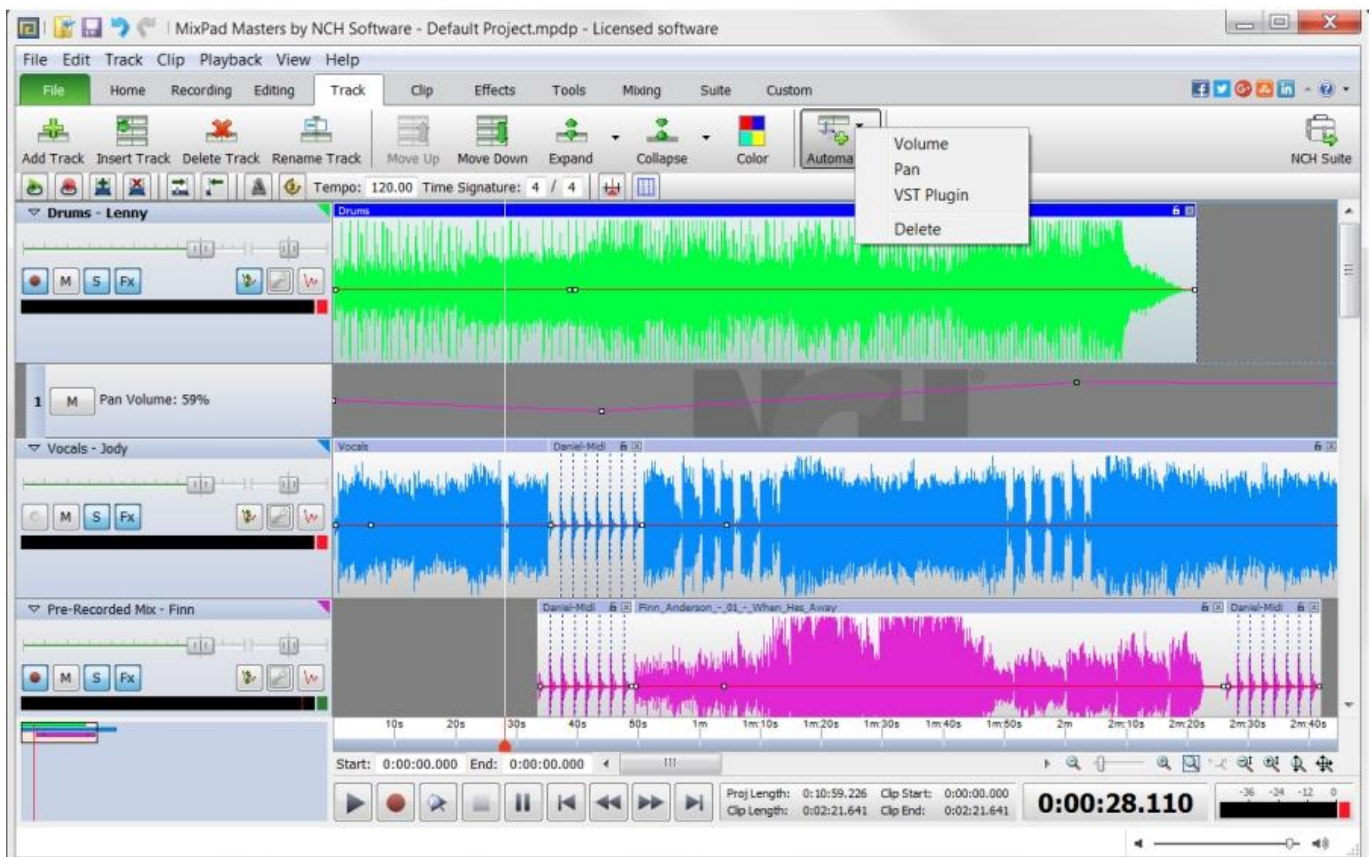 MixPad Masters by NCH Software - Default Project.mpdp - Licensed software
File Edit Track Clip Playback View Help
File Home Recording Editing Track Clip Effects Tools Mixing Suite Custom
Add Track Insert Track Delete Track Rename Track Move Up Move Down Expand Collapse Color Automa NCH Suite
Volume
Pan
VST Plugin
Delete
Tempo: 120.00 Time Signature: 4 / 4
Drums - Lenny
Drums
M S Fx
1 M Pan Volume: 59%
NCH®
Vocals - Jody
Vocals Daniel-Midi
M S Fx
Pre-Recorded Mix - Finn
Daniel-Midi Finn_Anderson_-_01_-_When_Hes_Away Daniel-Midi
M S Fx
10s 20s 30s 40s 50s 1m 1m:10s 1m:20s 1m:30s 1m:40s 1m:50s 2m 2m:10s 2m:20s 2m:30s 2m:40s
Start: 0:00:00.000 End: 0:00:00.000
Proj Length: 0:10:59.226 Clip Start: 0:00:00.000
Clip Length: 0:02:21.641 Clip End: 0:02:21.641
0:00:28.110
-36 -24 -12 0